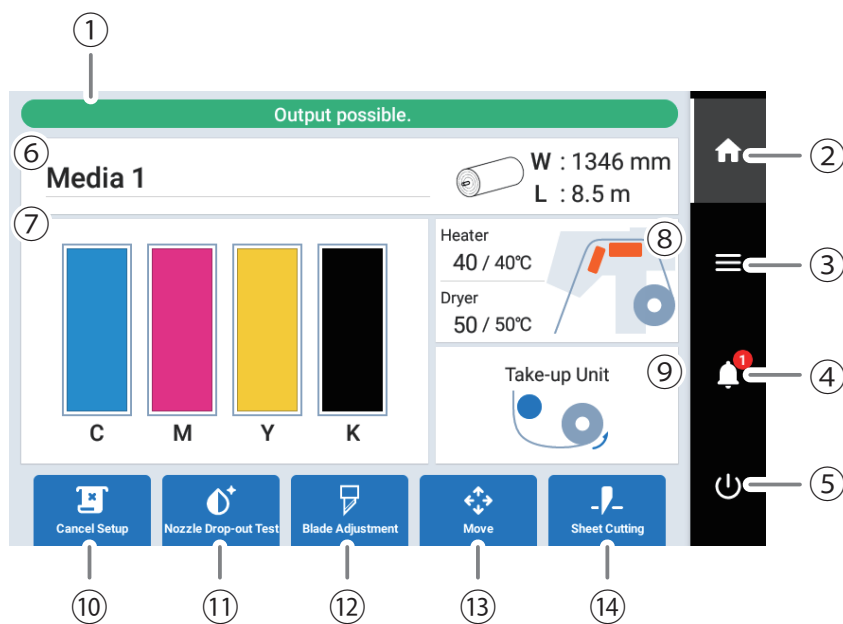 ①
Output possible.
⑥
Media 1
W : 1346 mm
L : 8.5 m
②
⑦
C
M
Y
K
Heater
40 / 40℃
Dryer
50 / 50℃
⑧
③
Take-up Unit
⑨
1
④
⑤
Cancel Setup
Nozzle Drop-out Test
Blade Adjustment
Move
Sheet Cutting
⑩
⑪
⑫
⑬
⑭